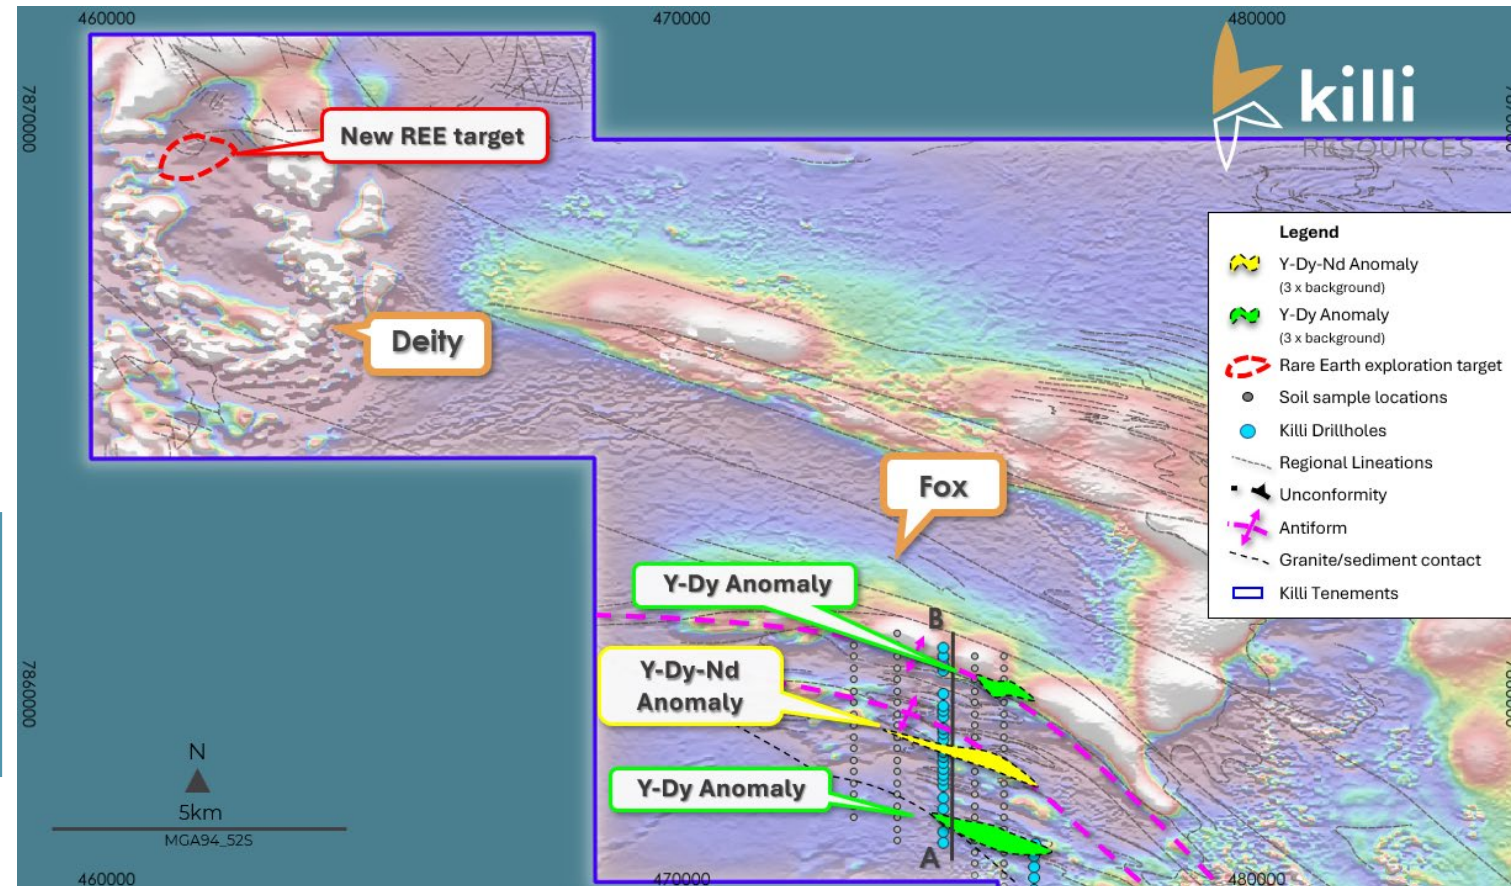 460000
470000
480000
7870000
killi
RESOURCES
New REE target
Deity
Legend
Y-Dy-Nd Anomaly
(3 x background)
Y-Dy Anomaly
(3 x background)
Rare Earth exploration target
Soil sample locations
Killi Drillholes
Regional Lineations
Unconformity
Antiform
Granite/sediment contact
Killi Tenements
Fox
Y-Dy Anomaly
B
Y-Dy-Nd
Anomaly
7860000
N
5km
MGA94_52S
Y-Dy Anomaly
A
460000
470000
480000